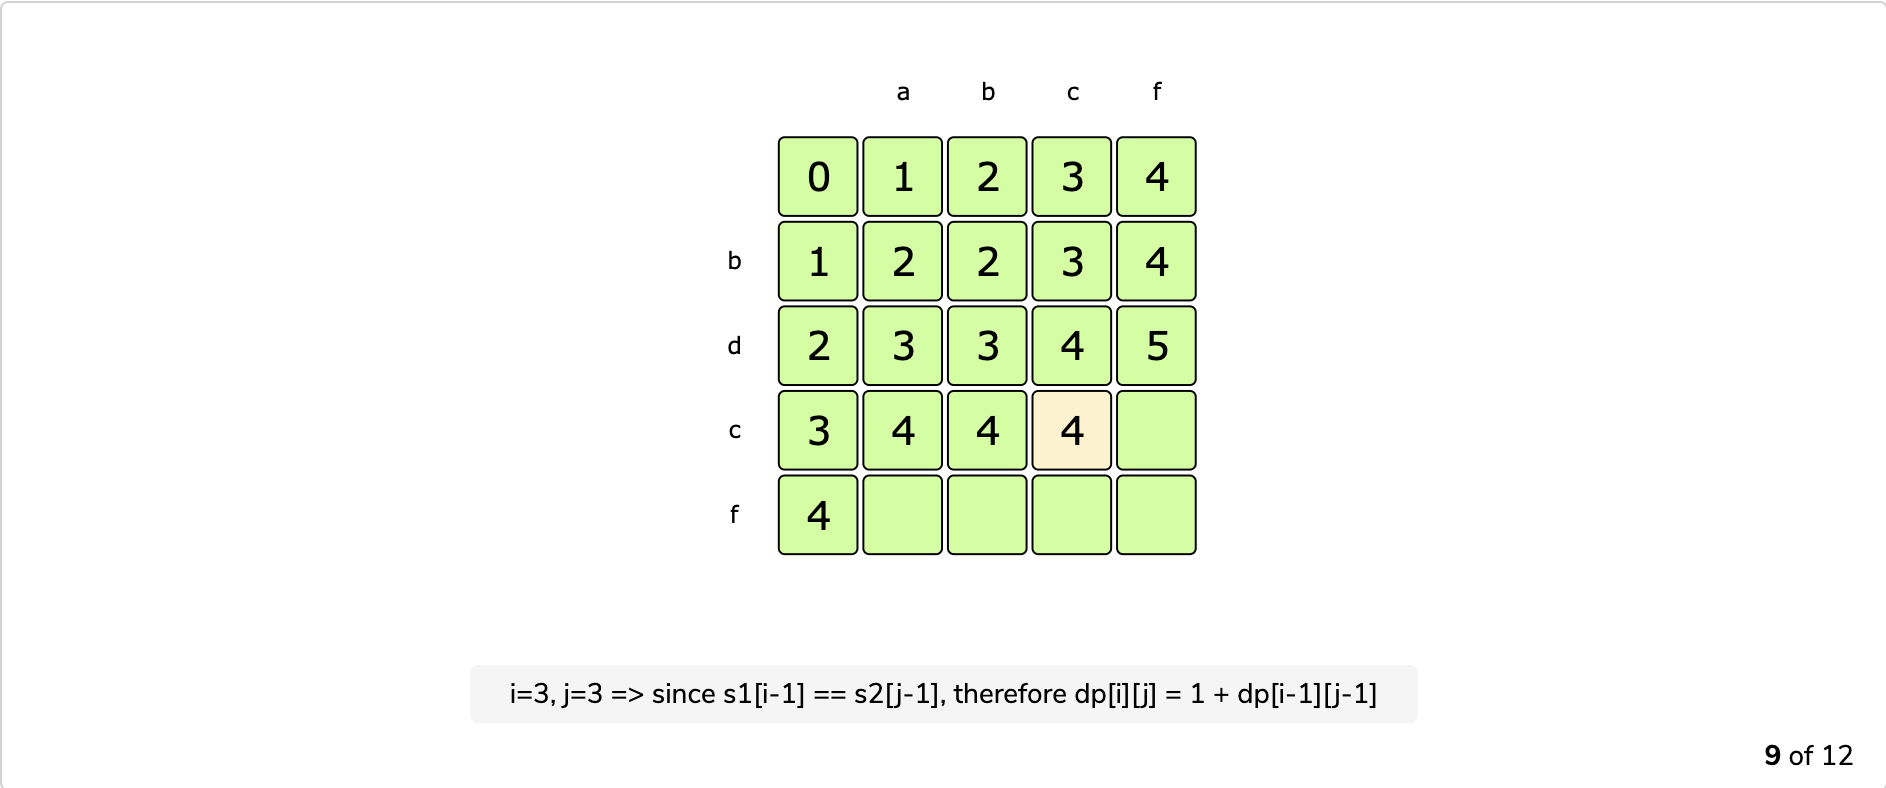 a b c f
0 1 2 3 4
b 1 2 2 3 4
d 2 3 3 4 5
c 3 4 4 4
f 4
i=3, j=3 => since s1[i-1] == s2[j-1], therefore dp[i][j] = 1 + dp[i-1][j-1]
9 of 12